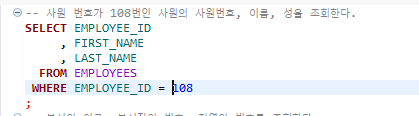 -- 사원 번호가 108번인 사원의 사원번호, 이름, 성을 조회한다.
SELECT EMPLOYEE_ID
, FIRST_NAME
, LAST_NAME
FROM EMPLOYEES
WHERE EMPLOYEE_ID = 108
;